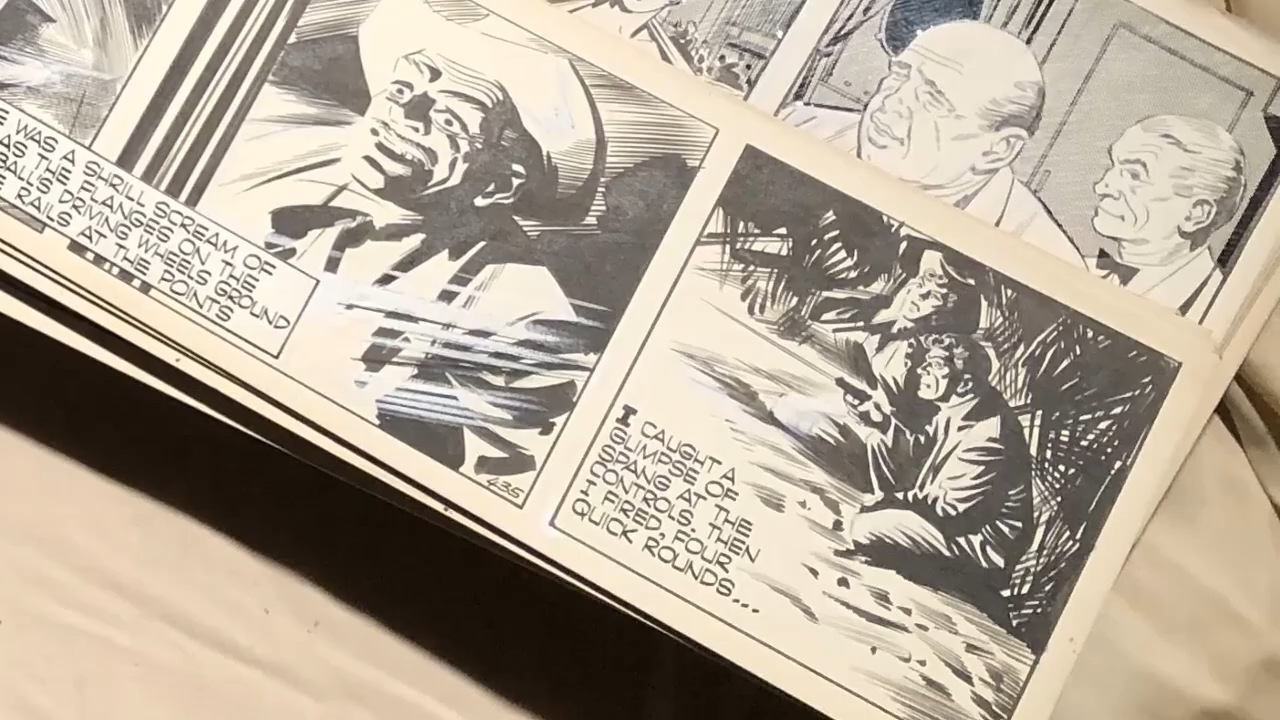 E WAS A SHRILL SCREAM OF
AS THE FLANGES ON THE
BALL'S DRIVING WHEELS GROUND
E RAILS AT THE POINTS
435
I CAUGHT A
GLIMPSE OF
SPANG AT THE
CONTROLS. THEN
I FIRED, FOUR
QUICK ROUNDS...